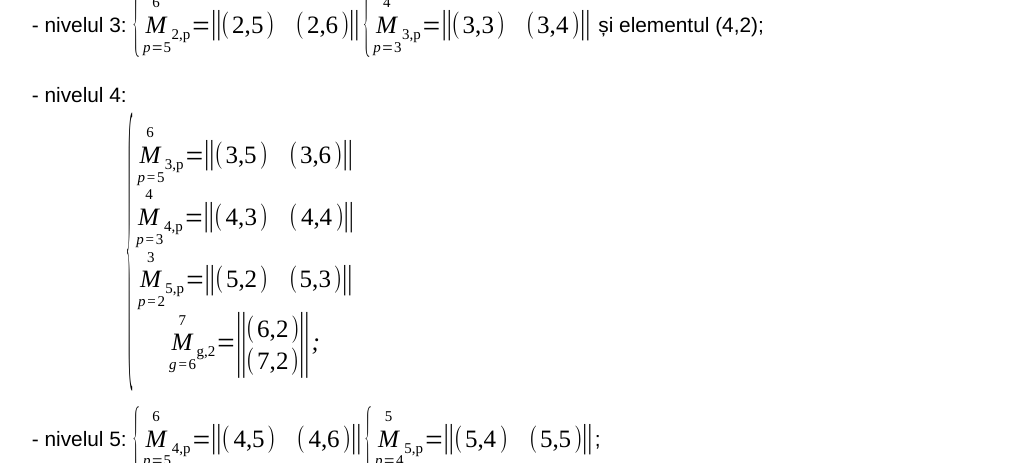 - nivelul 3: { 6 M p=5 2,p =‖(2,5) (2,6)‖ { 4 M p=3 3,p =‖(3,3) (3,4)‖ și elementul (4,2);
- nivelul 4:
{ 6 M p=5 3,p =‖(3,5) (3,6)‖
4 M p=3 4,p =‖(4,3) (4,4)‖
3 M p=2 5,p =‖(5,2) (5,3)‖
7 M g=6 g,2 =‖(6,2) (7,2)‖;
- nivelul 5: { 6 M p=5 4,p =‖(4,5) (4,6)‖ { 5 M p=4 5,p =‖(5,4) (5,5)‖;